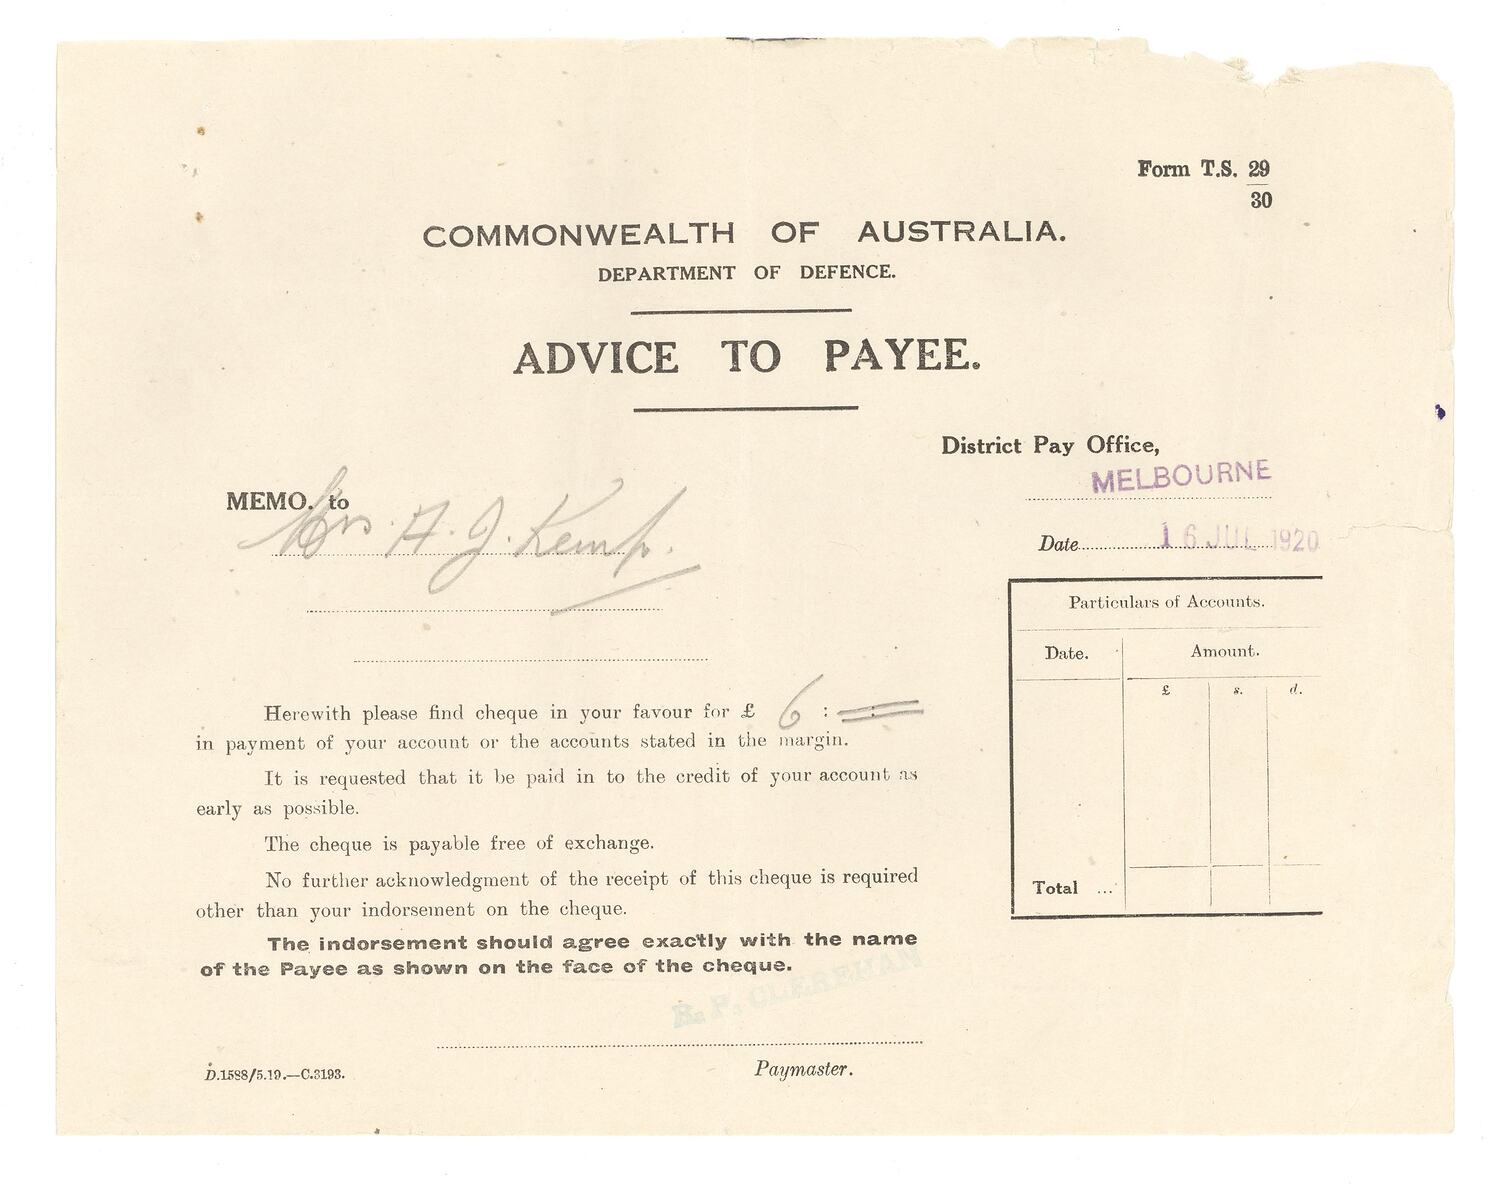 Form T.S. 29
30
COMMONWEALTH OF AUSTRALIA.
DEPARTMENT OF DEFENCE.
ADVICE TO PAYEE.
District Pay Office,
MELBOURNE
MEMO. to
Mrs. A. J. Kemp.
Date 16 JUL 1920
Particulars of Accounts.
Date. Amount.
£ s. d.
Total ...
Herewith please find cheque in your favour for £ 6 : :
in payment of your account or the accounts stated in the margin.
It is requested that it be paid in to the credit of your account as
early as possible.
The cheque is payable free of exchange.
No further acknowledgment of the receipt of this cheque is required
other than your indorsement on the cheque.
The indorsement should agree exactly with the name
of the Payee as shown on the face of the cheque.
E. F. CLEREHAN
Paymaster.
D.1588/5.19.—C.3193.